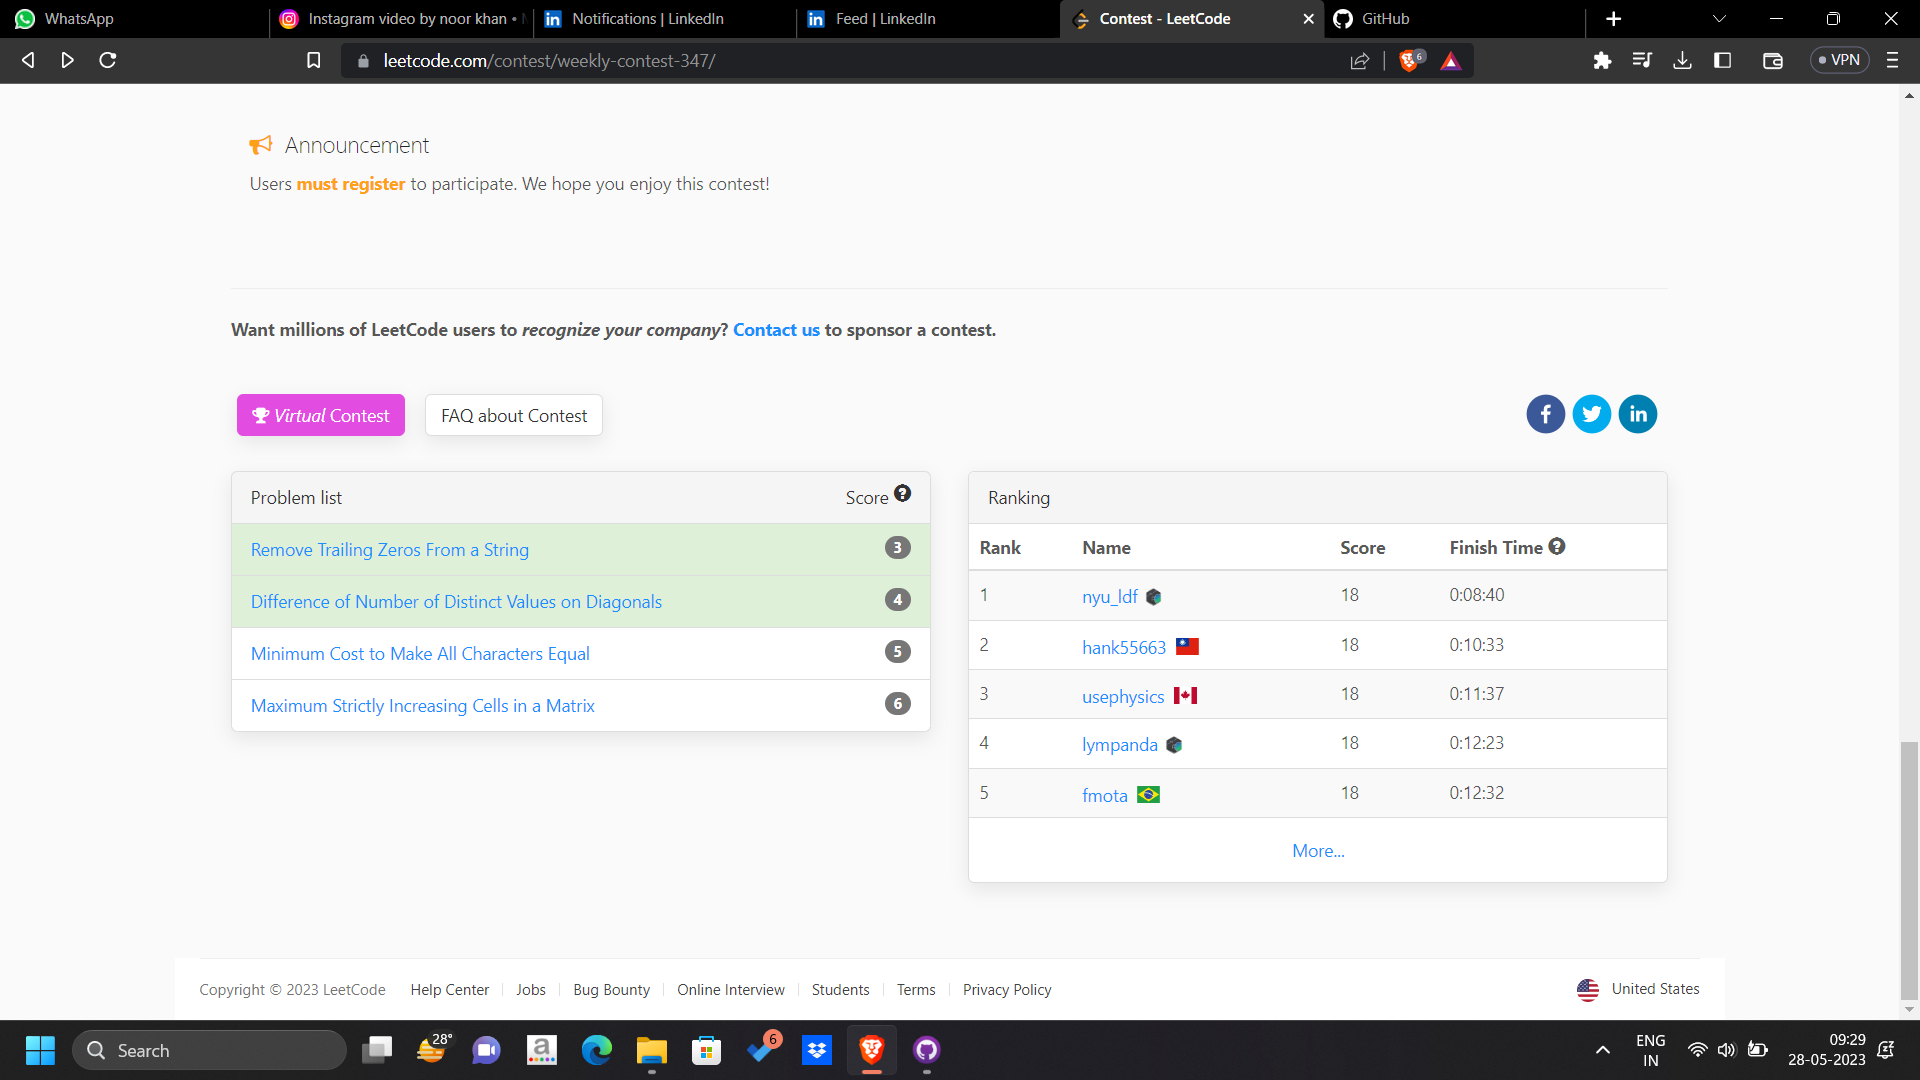 WhatsApp
Instagram video by noor khan •
Notifications | LinkedIn
Feed | LinkedIn
Contest - LeetCode
GitHub
leetcode.com/contest/weekly-contest-347/
6
VPN
Announcement
Users must register to participate. We hope you enjoy this contest!
Want millions of LeetCode users to recognize your company? Contact us to sponsor a contest.
Virtual Contest
FAQ about Contest
Problem list Score
Remove Trailing Zeros From a String 3
Difference of Number of Distinct Values on Diagonals 4
Minimum Cost to Make All Characters Equal 5
Maximum Strictly Increasing Cells in a Matrix 6
Ranking
Rank Name Score Finish Time
1 nyu_ldf 18 0:08:40
2 hank55663 18 0:10:33
3 usephysics 18 0:11:37
4 lympanda 18 0:12:23
5 fmota 18 0:12:32
More...
Copyright © 2023 LeetCode Help Center Jobs Bug Bounty Online Interview Students Terms Privacy Policy
United States
Search
28°
6
ENG
IN
09:29
28-05-2023